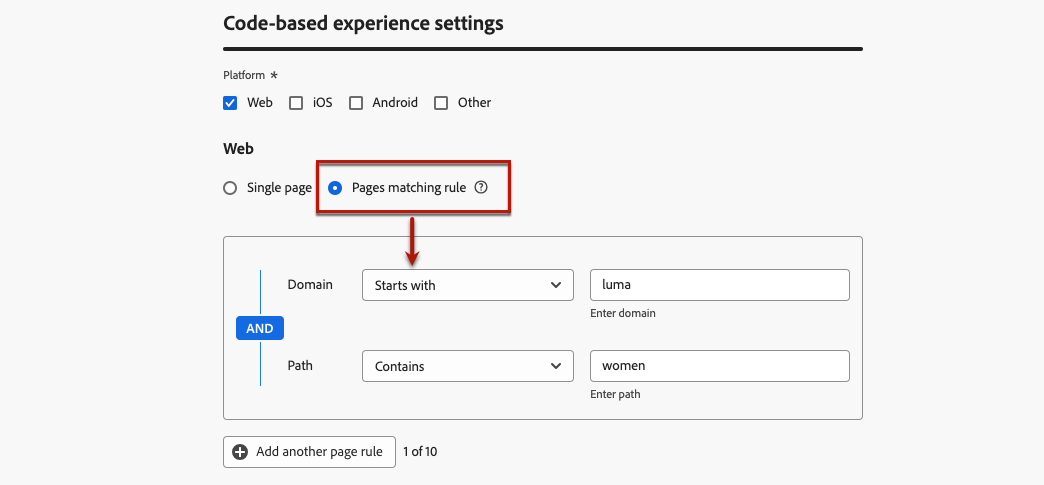 Code-based experience settings
Platform *
Web iOS Android Other
Web
Single page Pages matching rule ?
Domain Starts with luma
Enter domain
AND
Path Contains women
Enter path
Add another page rule 1 of 10